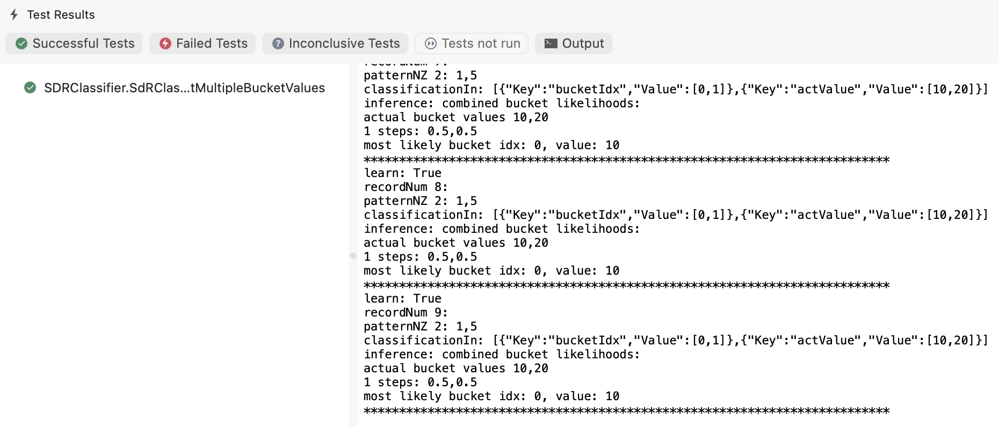 Test Results
Successful Tests
Failed Tests
Inconclusive Tests
Tests not run
Output
SDRClassifier.SdRClas...tMultipleBucketValues
recordNum 7:
patternNZ 2: 1,5
classificationIn: [{"Key":"bucketIdx","Value":[0,1]},{"Key":"actValue","Value":[10,20]}]
inference: combined bucket likelihoods:
actual bucket values 10,20
1 steps: 0.5,0.5
most likely bucket idx: 0, value: 10
**************************************************************************
learn: True
recordNum 8:
patternNZ 2: 1,5
classificationIn: [{"Key":"bucketIdx","Value":[0,1]},{"Key":"actValue","Value":[10,20]}]
inference: combined bucket likelihoods:
actual bucket values 10,20
1 steps: 0.5,0.5
most likely bucket idx: 0, value: 10
**************************************************************************
learn: True
recordNum 9:
patternNZ 2: 1,5
classificationIn: [{"Key":"bucketIdx","Value":[0,1]},{"Key":"actValue","Value":[10,20]}]
inference: combined bucket likelihoods:
actual bucket values 10,20
1 steps: 0.5,0.5
most likely bucket idx: 0, value: 10
**************************************************************************